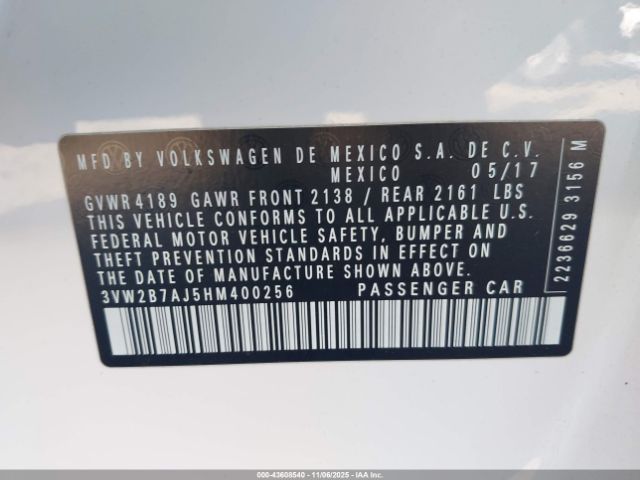 MFD BY VOLKSWAGEN DE MEXICO S.A. DE C.V.
MEXICO 05/17
GVWR 4189 GAWR FRONT 2138 / REAR 2161 LBS
THIS VEHICLE CONFORMS TO ALL APPLICABLE U.S.
FEDERAL MOTOR VEHICLE SAFETY, BUMPER AND
THEFT PREVENTION STANDARDS IN EFFECT ON
THE DATE OF MANUFACTURE SHOWN ABOVE.
3VW2B7AJ5HM400256 PASSENGER CAR
2236629 3156 M
000-43608540 - 11/06/2025 - IAAI.COM